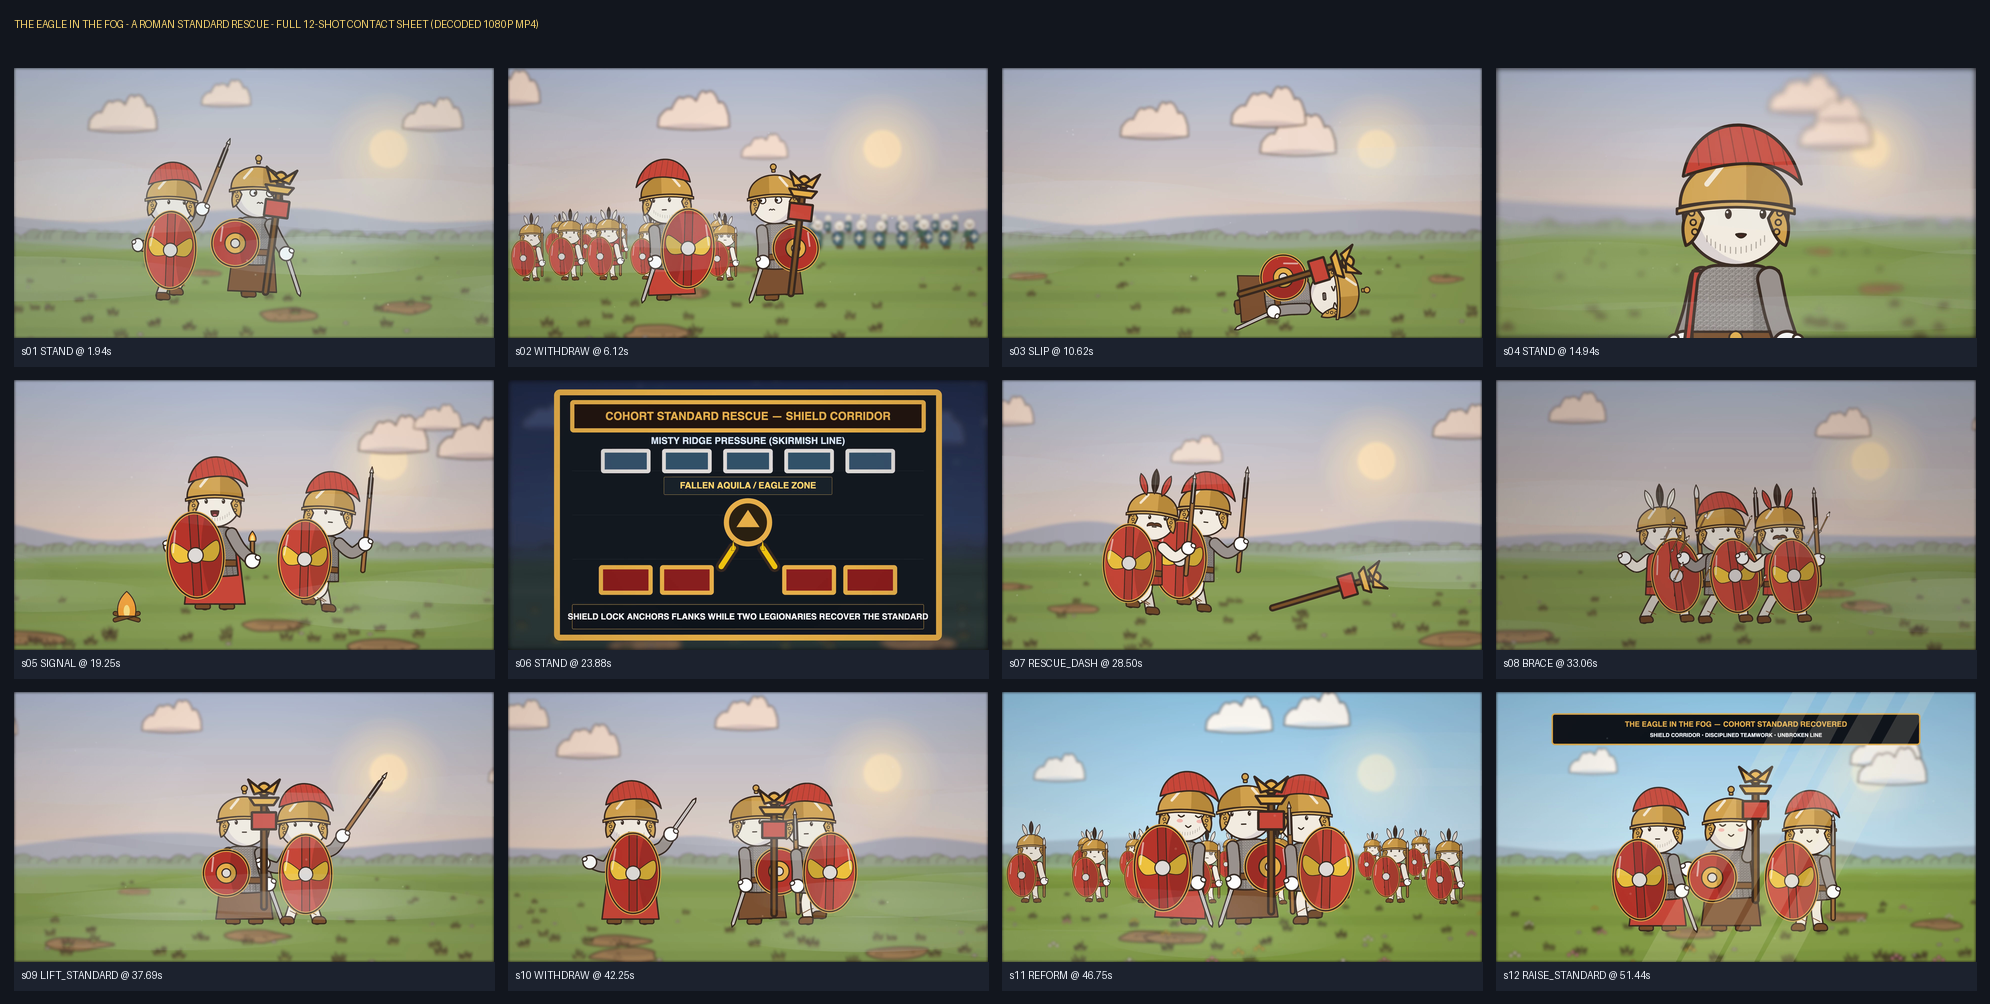 THE EAGLE IN THE FOG - A ROMAN STANDARD RESCUE - FULL 12-SHOT CONTACT SHEET (DECODED 1080P MP4)
s01 STAND @ 1.94s
s02 WITHDRAW @ 6.12s
s03 SLIP @ 10.62s
s04 STAND @ 14.94s
COHORT STANDARD RESCUE — SHIELD CORRIDOR
MISTY RIDGE PRESSURE (SKIRMISH LINE)
FALLEN AQUILA / EAGLE ZONE
SHIELD LOCK ANCHORS FLANKS WHILE TWO LEGIONARIES RECOVER THE STANDARD
s05 SIGNAL @ 19.25s
s06 STAND @ 23.88s
s07 RESCUE_DASH @ 28.50s
s08 BRACE @ 33.06s
THE EAGLE IN THE FOG — COHORT STANDARD RECOVERED
SHIELD CORRIDOR · DISCIPLINED TEAMWORK · UNBROKEN LINE
s09 LIFT_STANDARD @ 37.69s
s10 WITHDRAW @ 42.25s
s11 REFORM @ 46.75s
s12 RAISE_STANDARD @ 51.44s